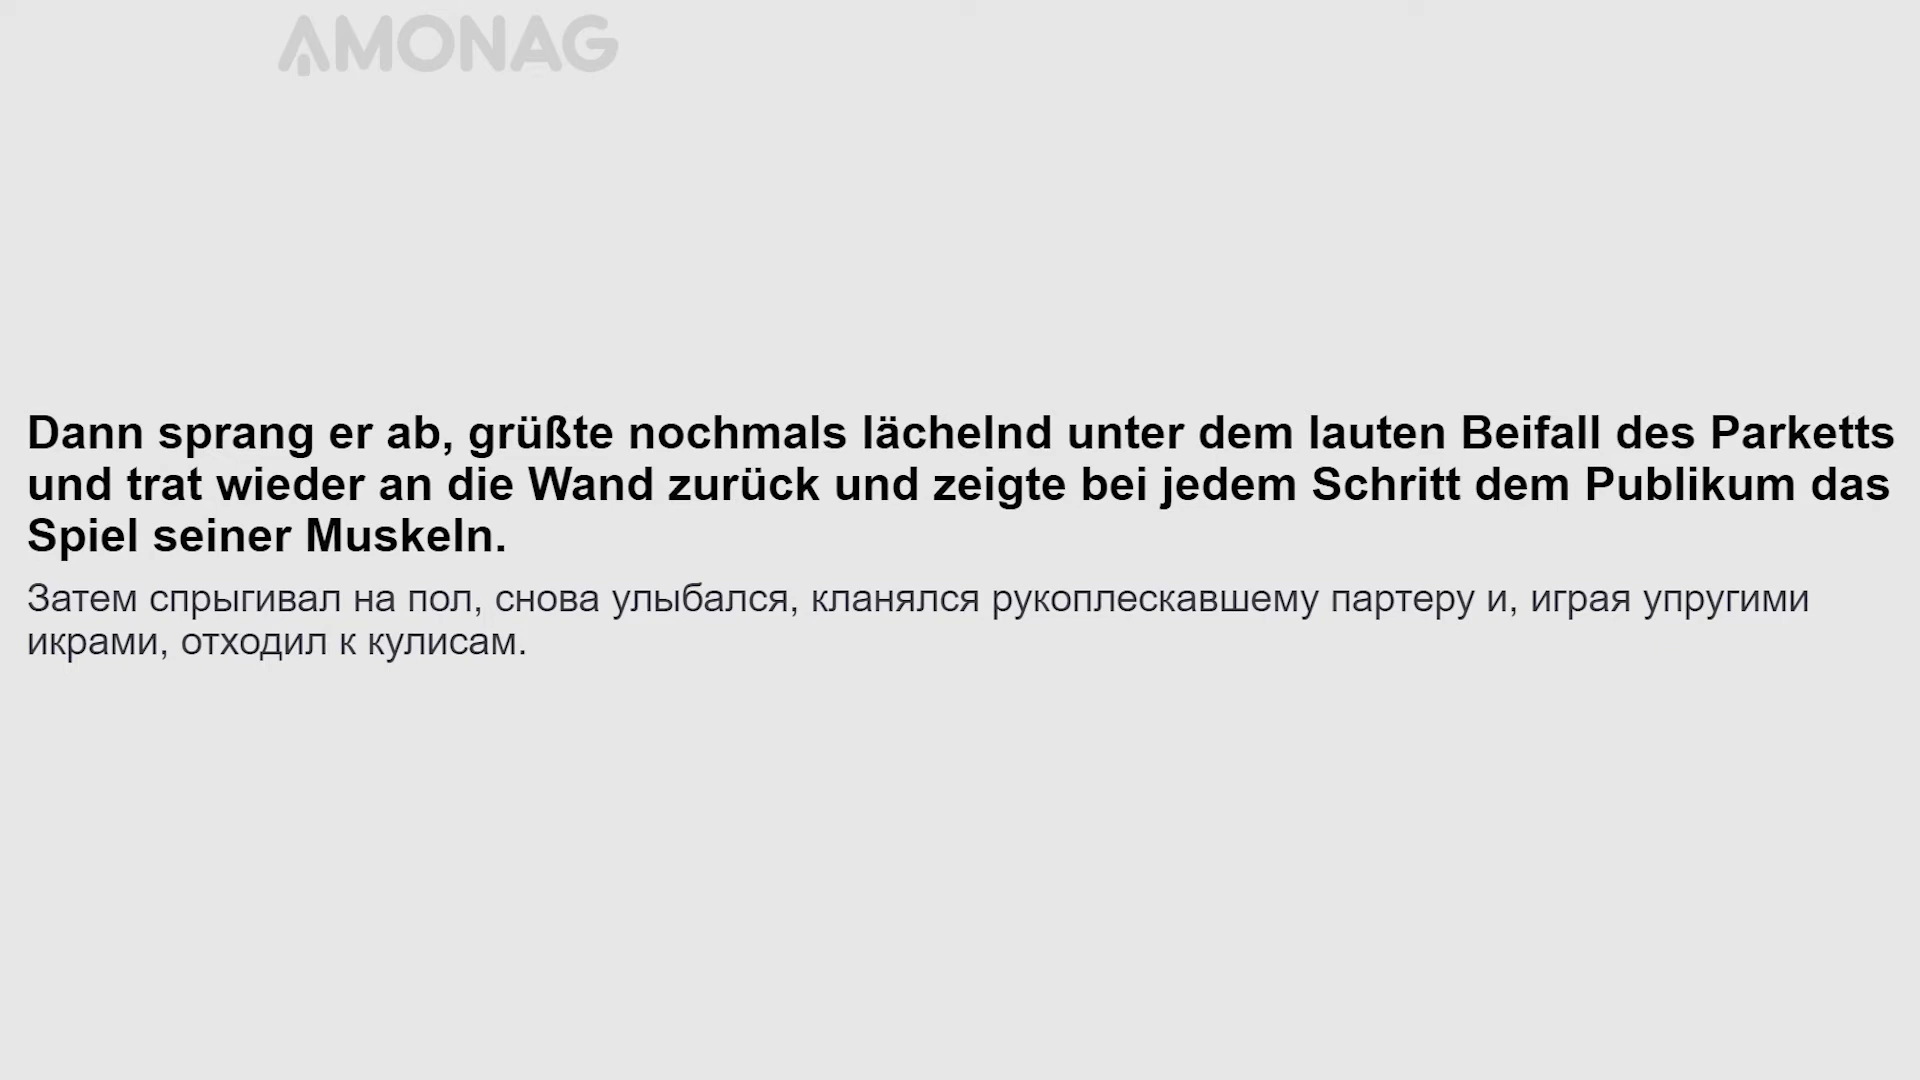 AMONAG
Dann sprang er ab, grüßte nochmals lächelnd unter dem lauten Beifall des Parketts
und trat wieder an die Wand zurück und zeigte bei jedem Schritt dem Publikum das
Spiel seiner Muskeln.
Затем спрыгивал на пол, снова улыбался, кланялся рукоплескавшему партеру и, играя упругими
икрами, отходил к кулисам.